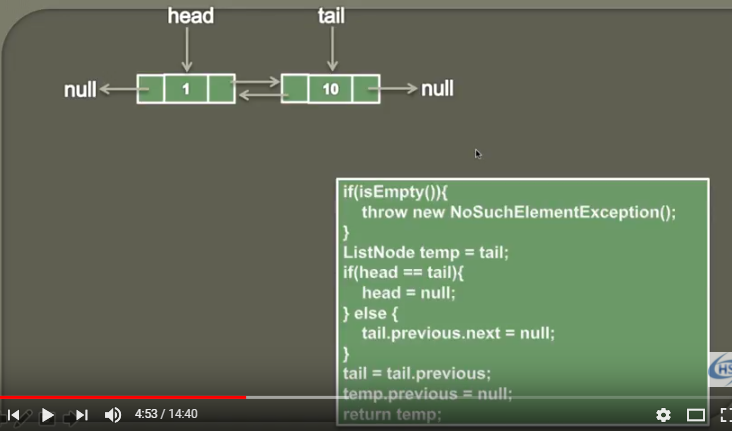 head tail
null 1 10 null
if(isEmpty()){
    throw new NoSuchElementException();
}
ListNode temp = tail;
if(head == tail){
    head = null;
} else {
    tail.previous.next = null;
}
tail = tail.previous;
temp.previous = null;
return temp;
4:53 / 14:40